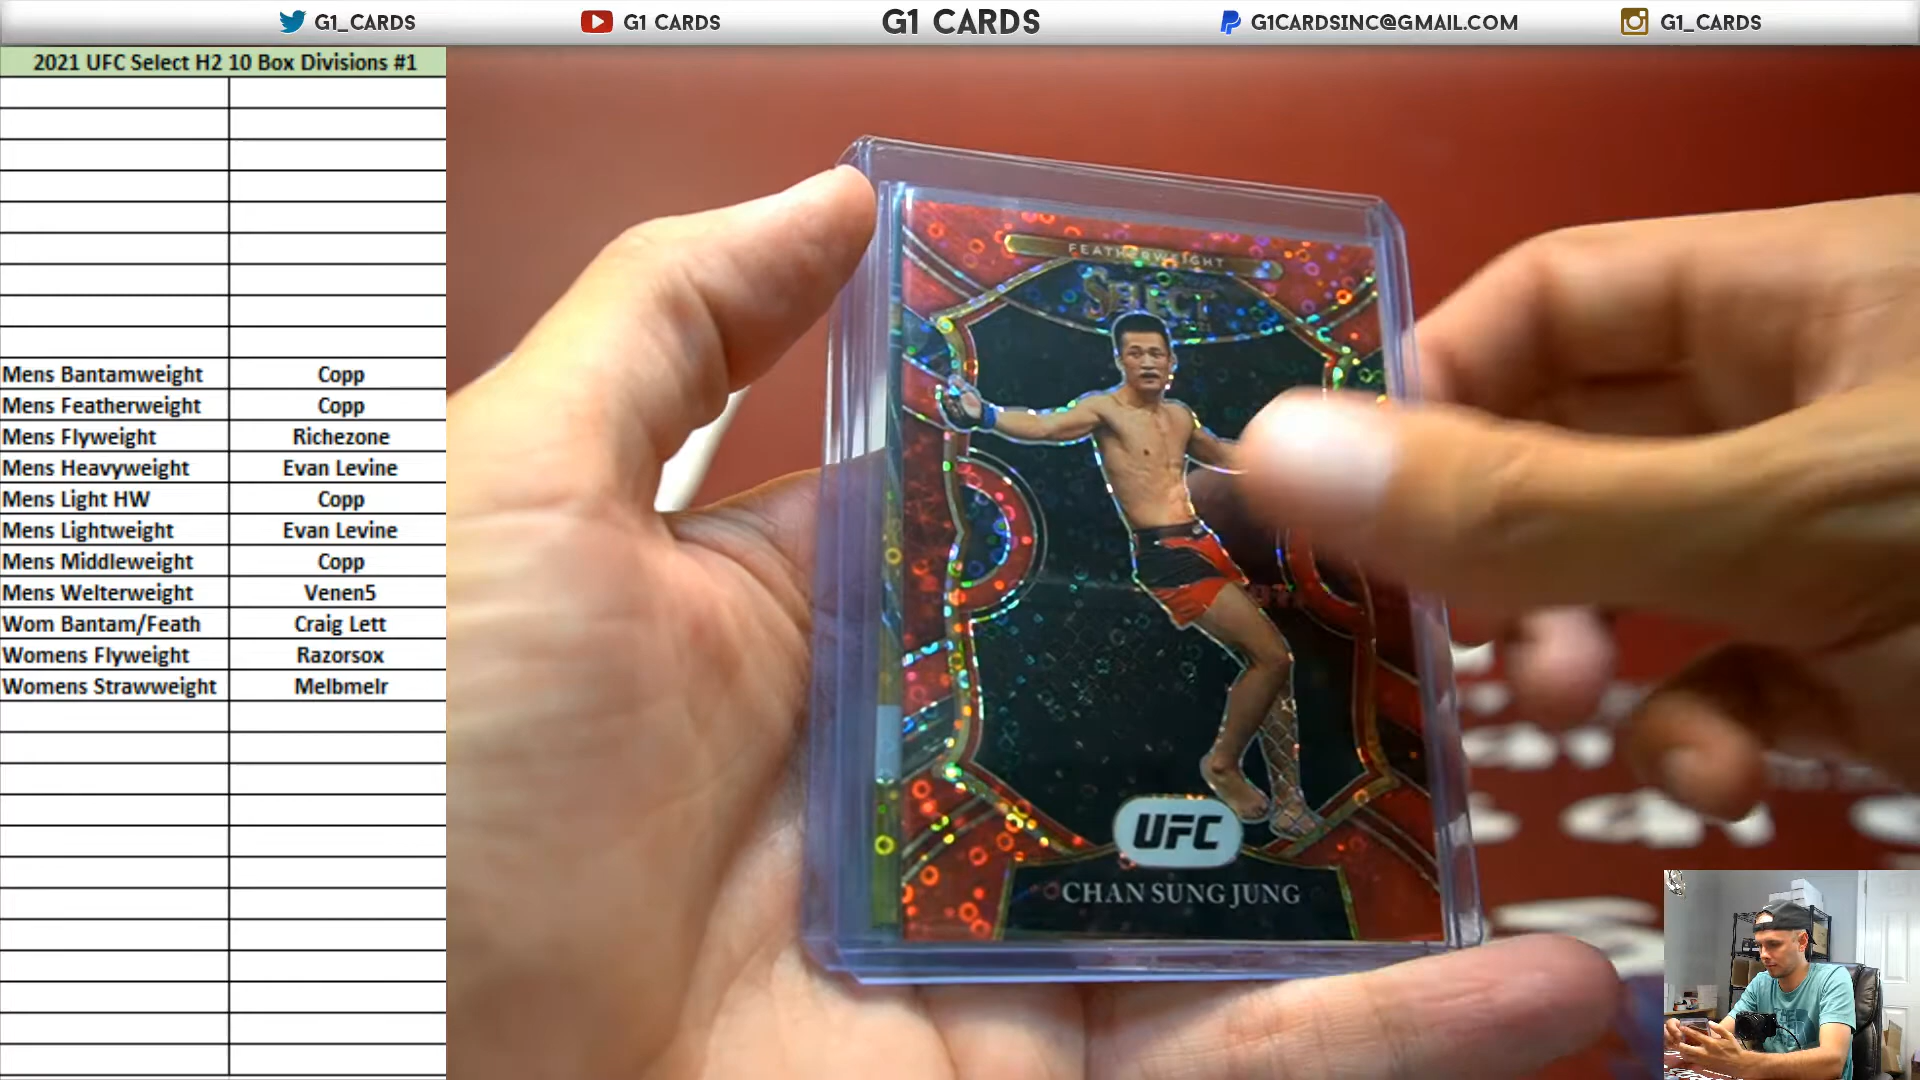 G1_CARDS
G1 CARDS
G1 CARDS
G1CARDSINC@GMAIL.COM
G1_CARDS
2021 UFC Select H2 10 Box Divisions #1
Mens Bantamweight Copp
Mens Featherweight Copp
Mens Flyweight Richezone
Mens Heavyweight Evan Levine
Mens Light HW Copp
Mens Lightweight Evan Levine
Mens Middleweight Copp
Mens Welterweight Venen5
Wom Bantam/Feath Craig Lett
Womens Flyweight Razorsox
Womens Strawweight Melbmelr
FEATHERWEIGHT
SELECT
UFC
CHAN SUNG JUNG